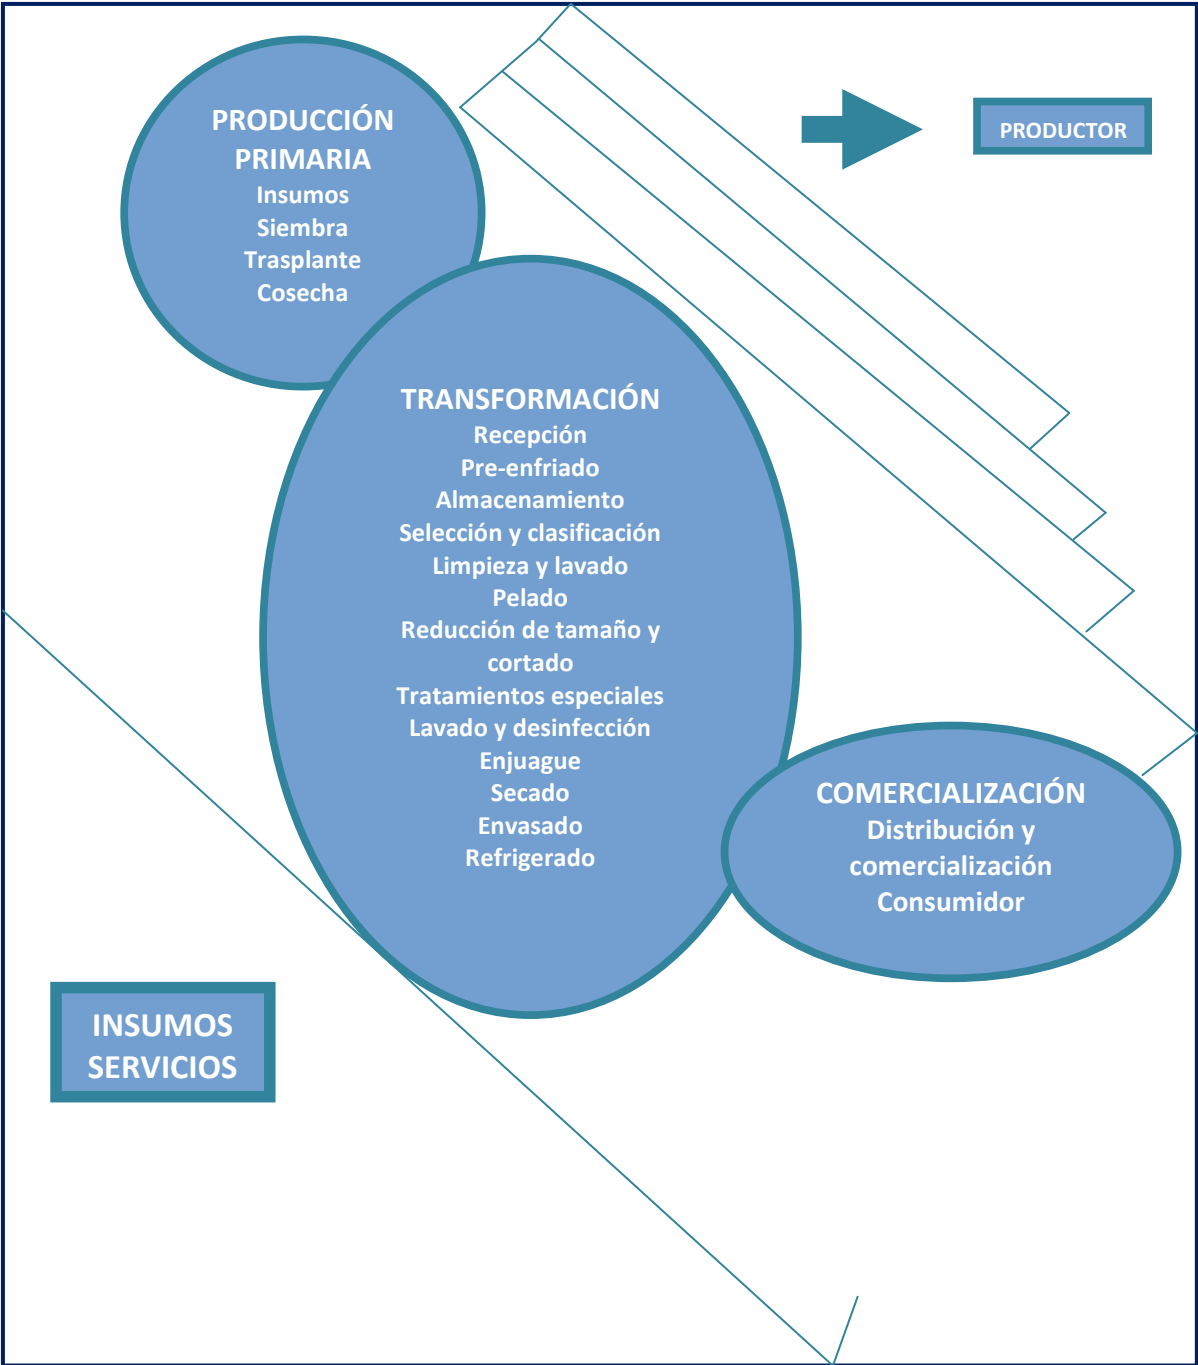 PRODUCCIÓN
PRIMARIA
Insumos
Siembra
Trasplante
Cosecha
PRODUCTOR
TRANSFORMACIÓN
Recepción
Pre-enfriado
Almacenamiento
Selección y clasificación
Limpieza y lavado
Pelado
Reducción de tamaño y
cortado
Tratamientos especiales
Lavado y desinfección
Enjuague
Secado
Envasado
Refrigerado
COMERCIALIZACIÓN
Distribución y
comercialización
Consumidor
INSUMOS
SERVICIOS